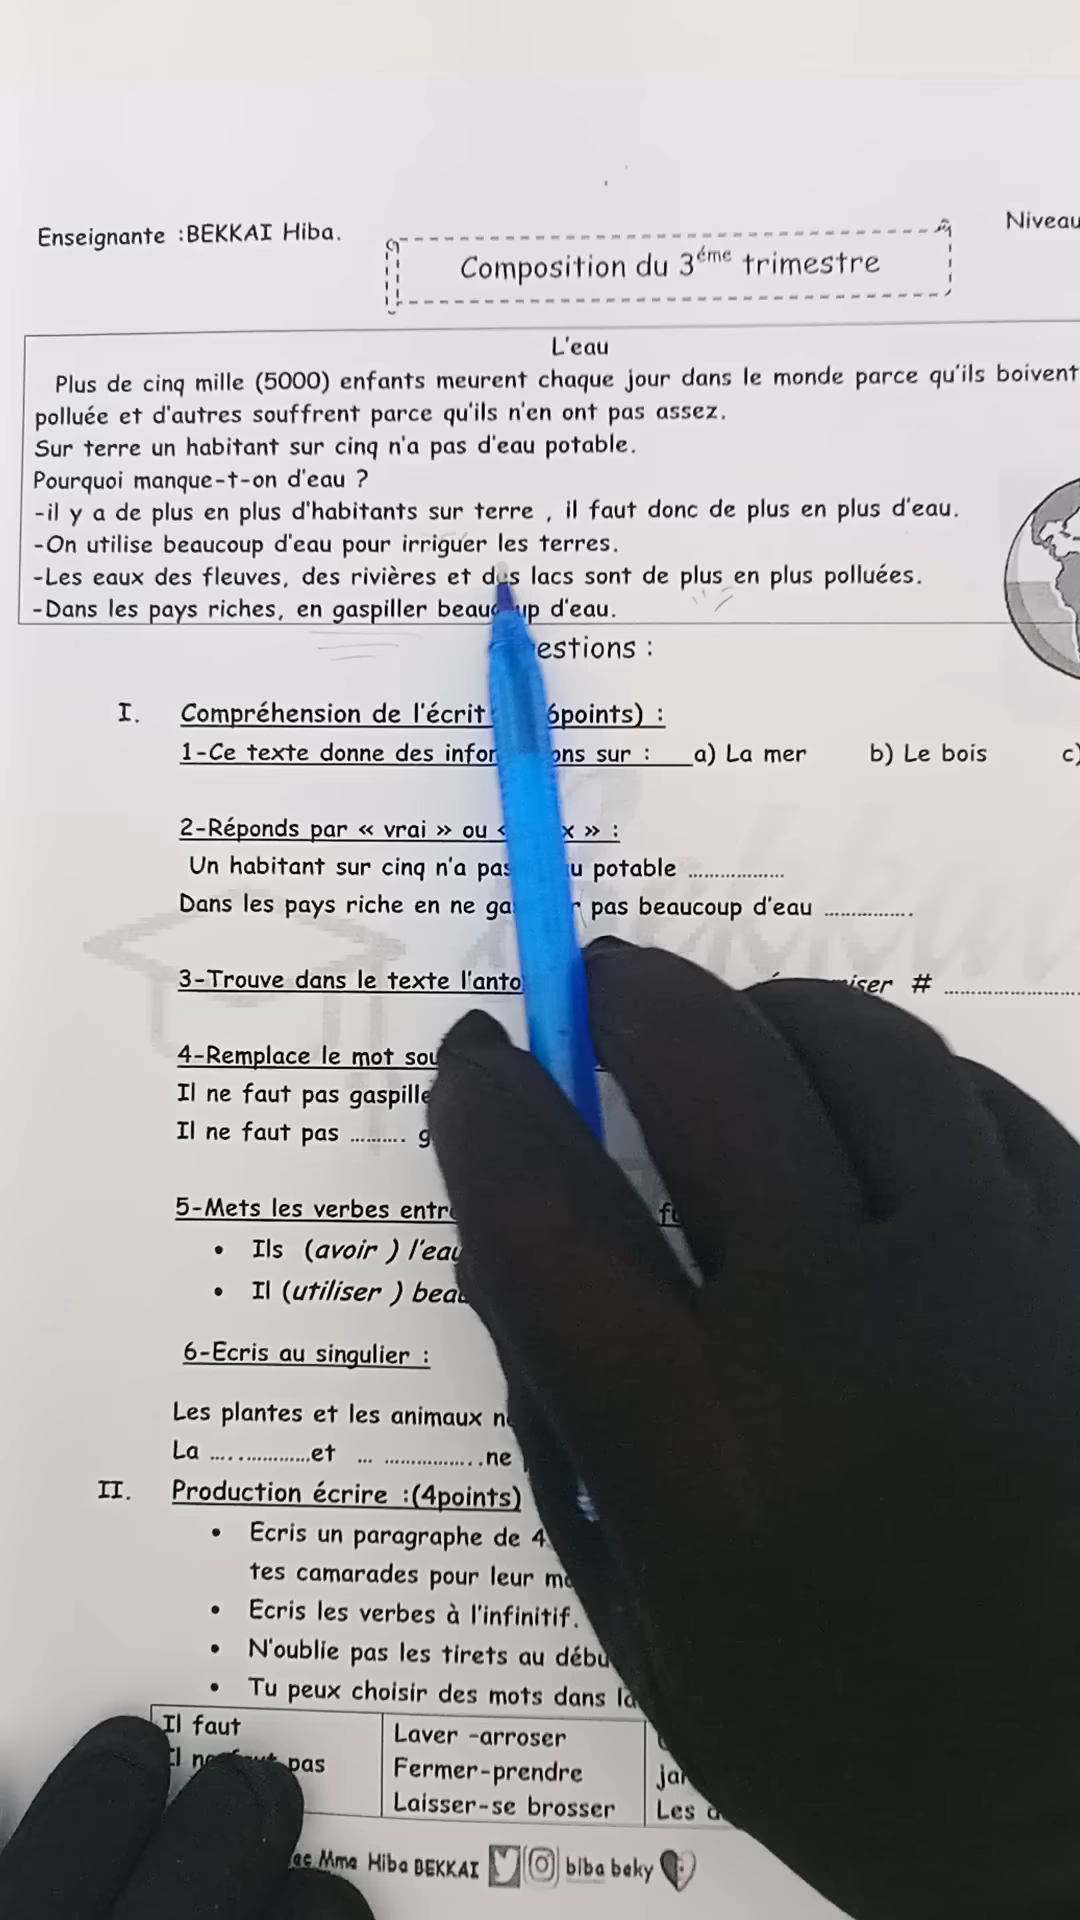 Enseignante :BEKKAI Hiba.
Niveau
Composition du 3éme trimestre
L'eau
Plus de cinq mille (5000) enfants meurent chaque jour dans le monde parce qu'ils boivent
polluée et d'autres souffrent parce qu'ils n'en ont pas assez.
Sur terre un habitant sur cinq n'a pas d'eau potable.
Pourquoi manque-t-on d'eau ?
-il y a de plus en plus d'habitants sur terre , il faut donc de plus en plus d'eau.
-On utilise beaucoup d'eau pour irriguer les terres.
-Les eaux des fleuves, des rivières et des lacs sont de plus en plus polluées.
-Dans les pays riches, en gaspiller beaucoup d'eau.
estions :
I. Compréhension de l'écrit 6points) :
1-Ce texte donne des infor ons sur : a) La mer b) Le bois c)
2-Réponds par « vrai » ou « x » :
Un habitant sur cinq n'a pas u potable .................
Dans les pays riche en ne ga r pas beaucoup d'eau ................
3-Trouve dans le texte l'anto iser # ........................
4-Remplace le mot sou
Il ne faut pas gaspille
Il ne faut pas .......... g
5-Mets les verbes entr fu
• Ils (avoir ) l'eau
• Il (utiliser ) beau
6-Ecris au singulier :
Les plantes et les animaux n
La ..................et ... ..................ne
II. Production écrire :(4points)
• Ecris un paragraphe de 4
tes camarades pour leur mo
• Ecris les verbes à l'infinitif.
• N'oublie pas les tirets au débu
• Tu peux choisir des mots dans la
Il faut
Il ne faut pas
Laver -arroser
Fermer-prendre
Laisser-se brosser
jar
Les d
ec Mme Hiba BEKKAI biba beky